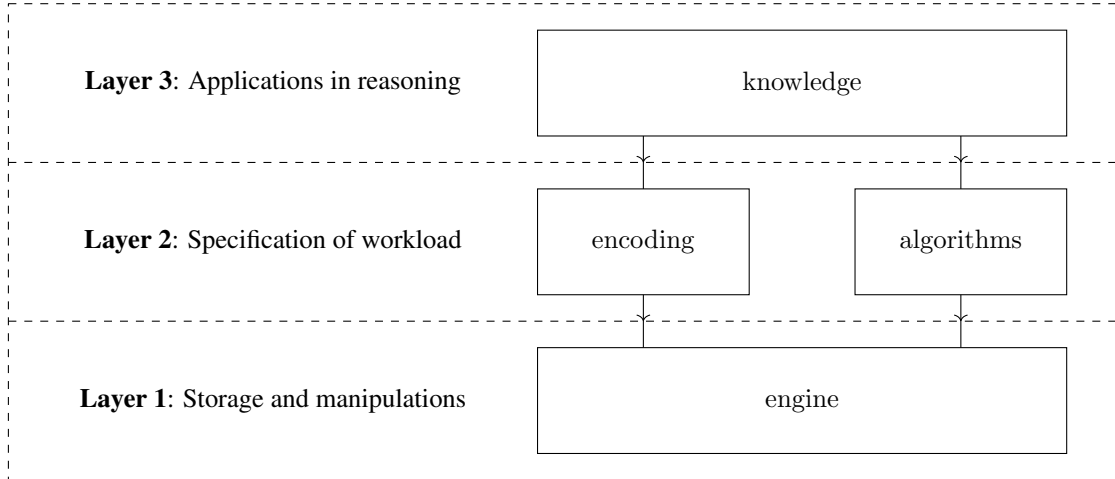 Layer 3: Applications in reasoning
knowledge
Layer 2: Specification of workload
encoding
algorithms
Layer 1: Storage and manipulations
engine